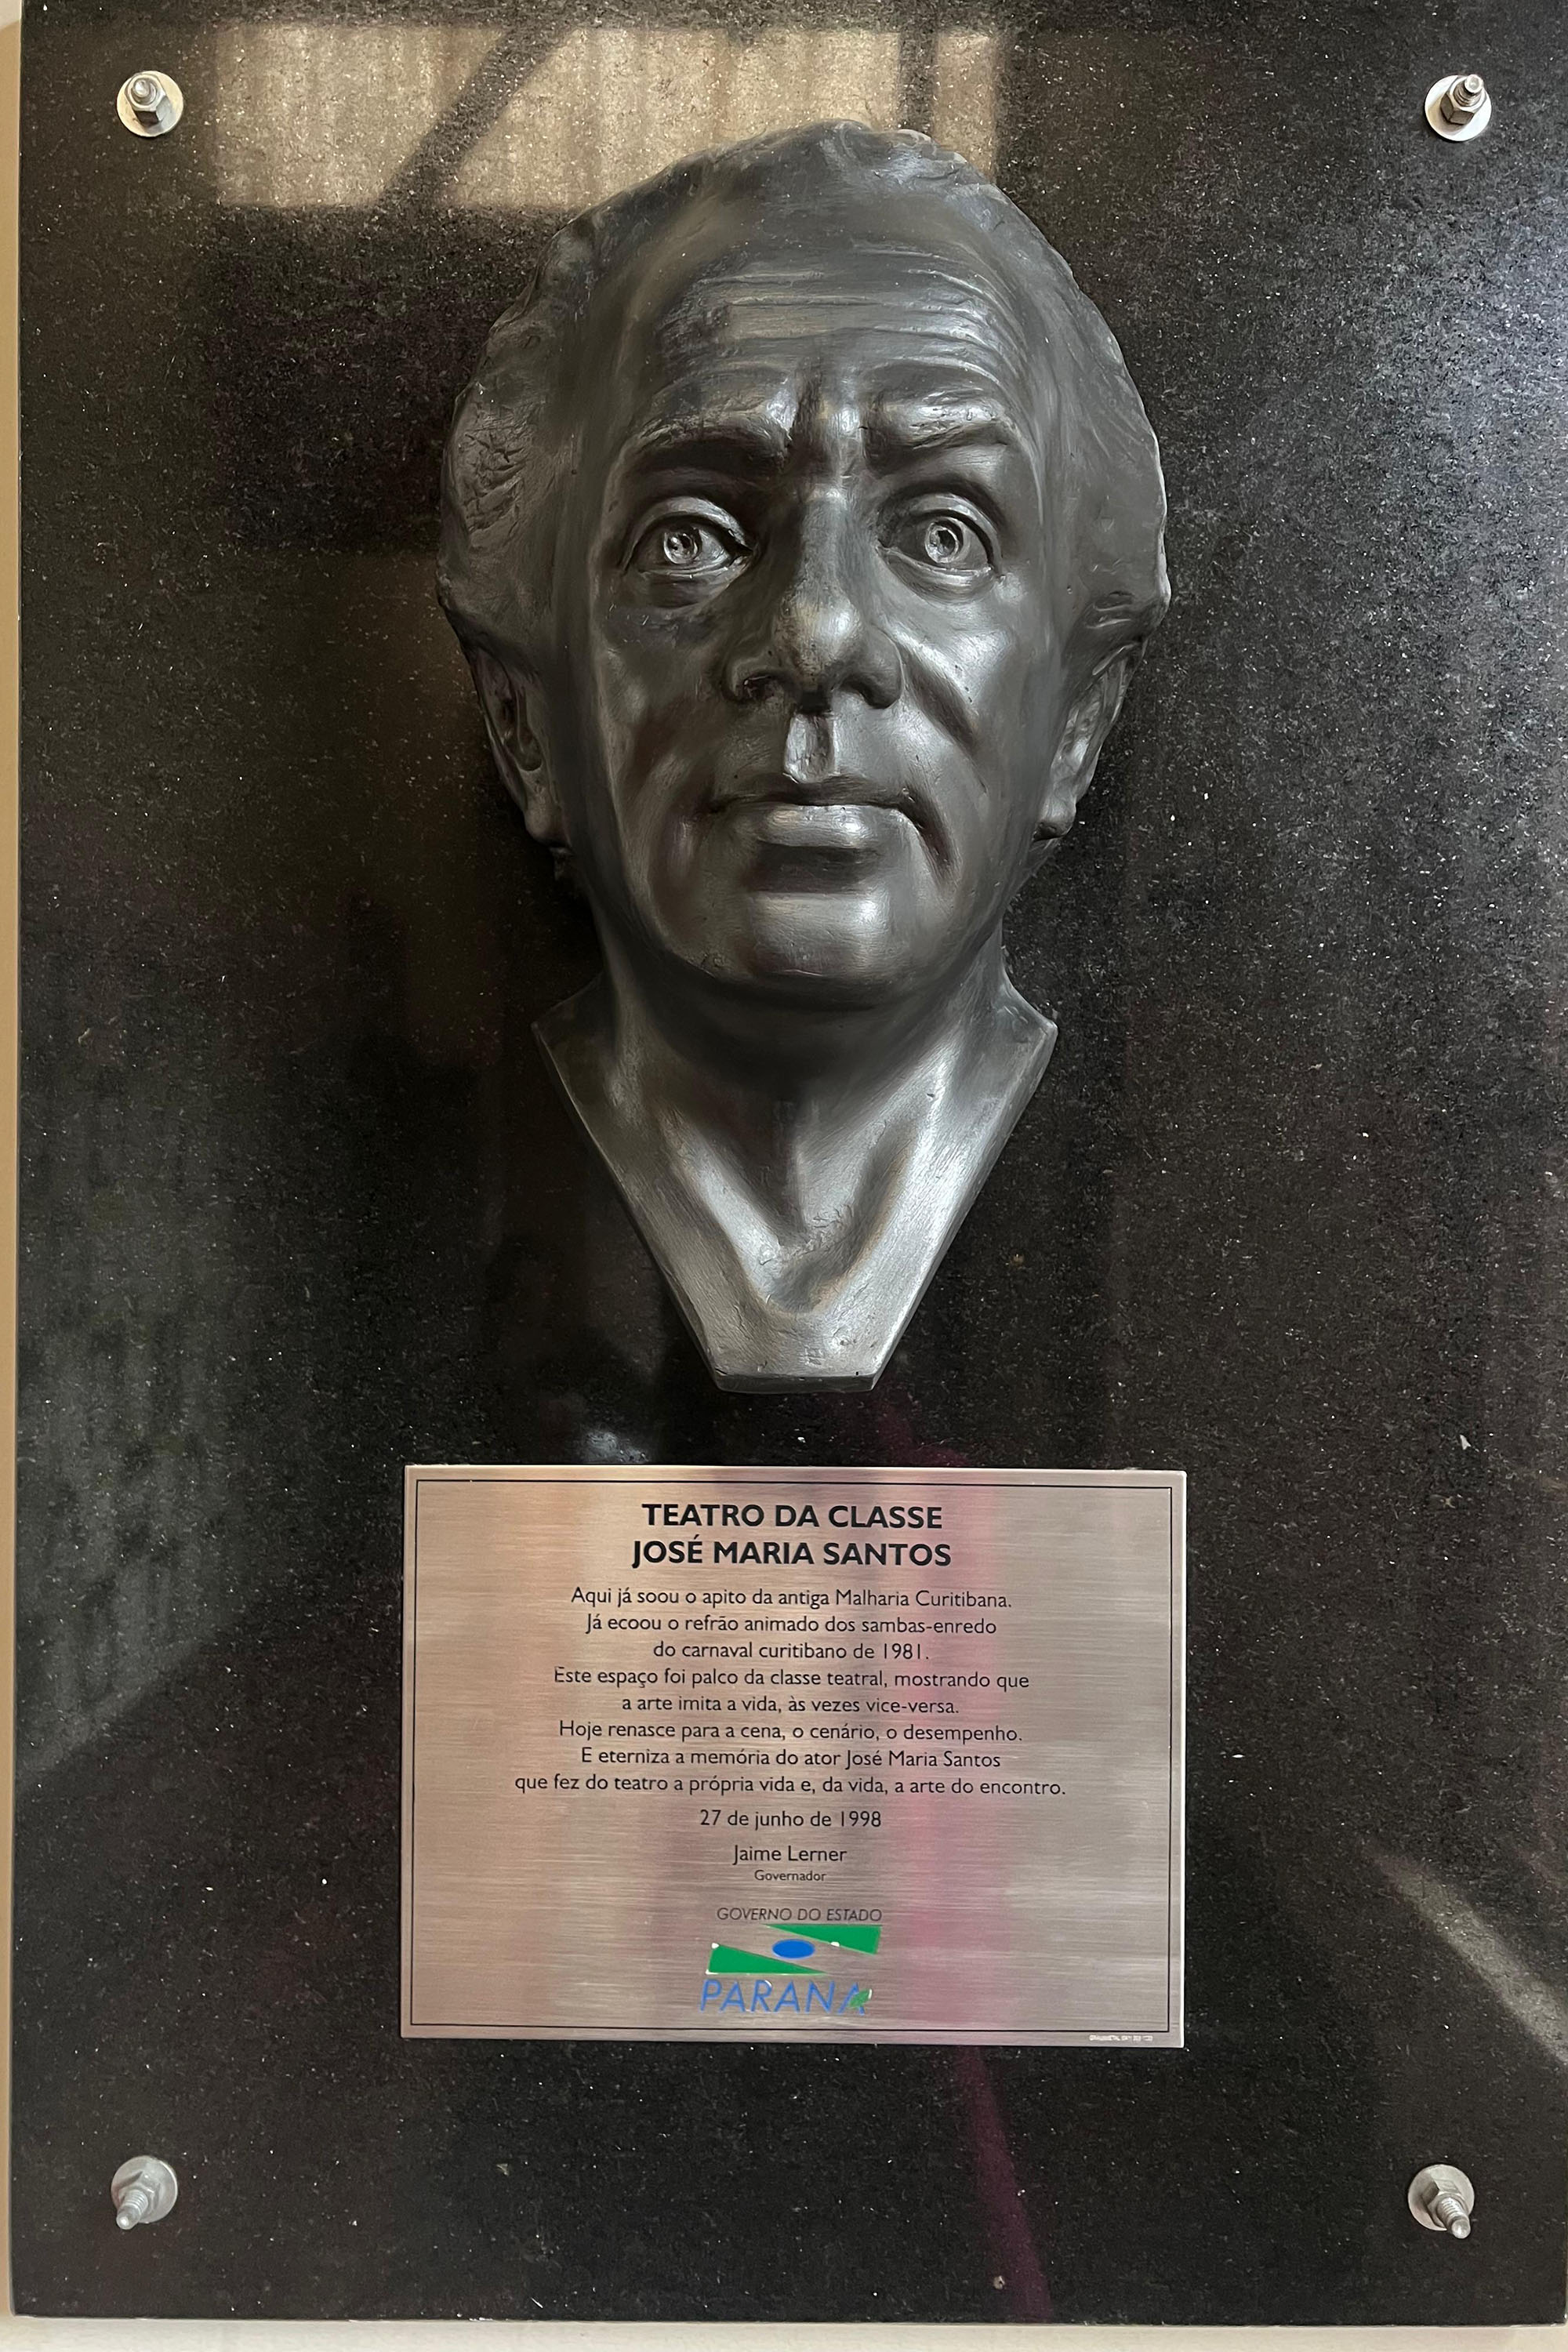 TEATRO DA CLASSE
JOSÉ MARIA SANTOS
Aqui já soou o apito da antiga Malharia Curitibana.
Já ecoou o refrão animado dos sambas-enredo
do carnaval curitibano de 1981.
Este espaço foi palco da classe teatral, mostrando que
a arte imita a vida, às vezes vice-versa.
Hoje renasce para a cena, o cenário, o desempenho.
E eterniza a memória do ator José Maria Santos
que fez do teatro a própria vida e, da vida, a arte do encontro.
27 de junho de 1998
Jaime Lerner
Governador
GOVERNO DO ESTADO
PARANÁ